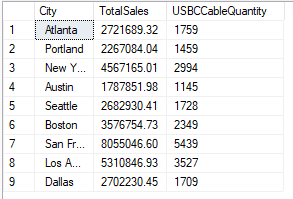 City TotalSales USBCCableQuantity
1 Atlanta 2721689.32 1759
2 Portland 2267084.04 1459
3 New Y... 4567165.01 2994
4 Austin 1787851.98 1145
5 Seattle 2682930.41 1728
6 Boston 3576754.73 2349
7 San Fr... 8055046.60 5439
8 Los A... 5310846.93 3527
9 Dallas 2702230.45 1709